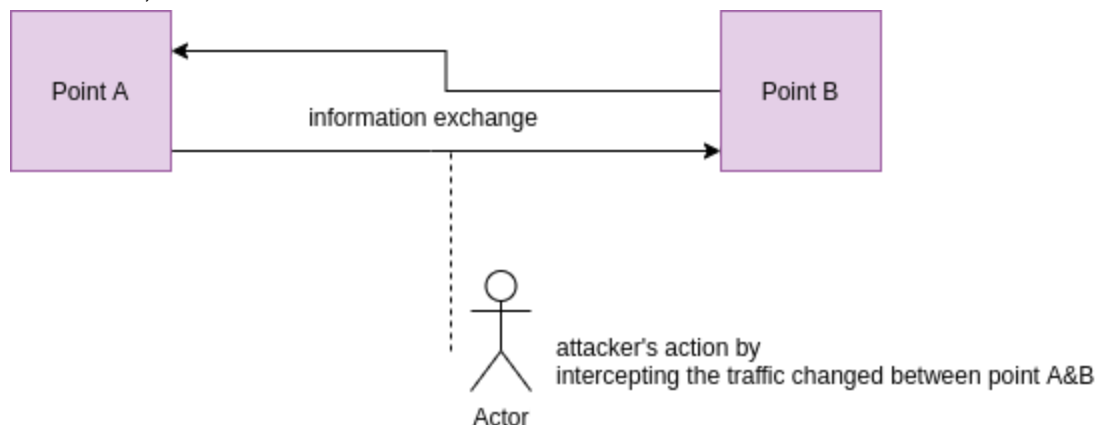 Point A
Point B
information exchange
attacker's action by
intercepting the traffic changed between point A&B
Actor